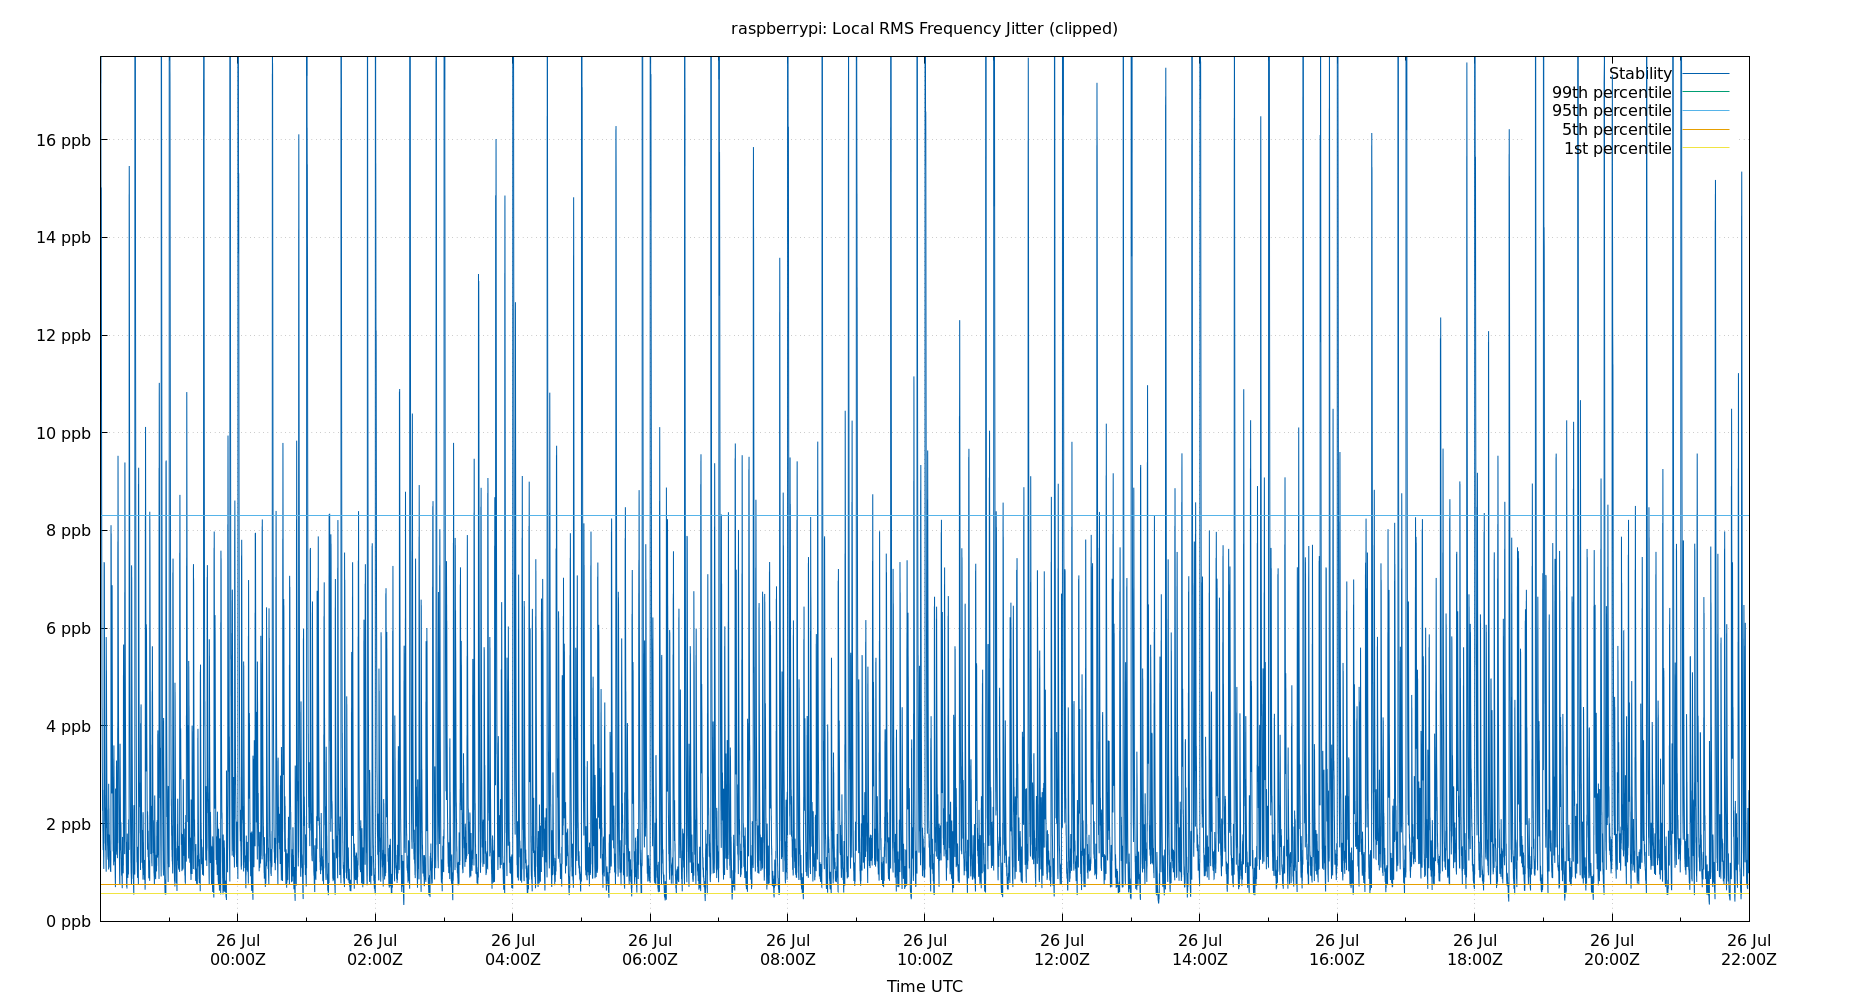 raspberrypi: Local RMS Frequency Jitter (clipped)
Stability
99th percentile
95th percentile
5th percentile
1st percentile
16 ppb
14 ppb
12 ppb
10 ppb
8 ppb
6 ppb
4 ppb
2 ppb
0 ppb
26 Jul 26 Jul 26 Jul 26 Jul 26 Jul 26 Jul 26 Jul 26 Jul 26 Jul 26 Jul 26 Jul 26 Jul
00:00Z 02:00Z 04:00Z 06:00Z 08:00Z 10:00Z 12:00Z 14:00Z 16:00Z 18:00Z 20:00Z 22:00Z
Time UTC